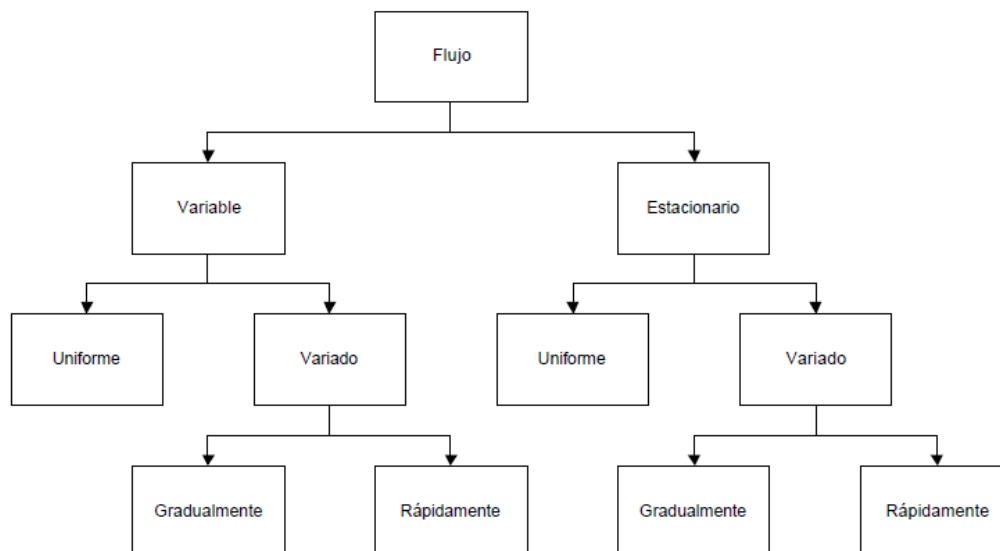 Flujo
Variable
Estacionario
Uniforme
Variado
Uniforme
Variado
Gradualmente
Rápidamente
Gradualmente
Rápidamente